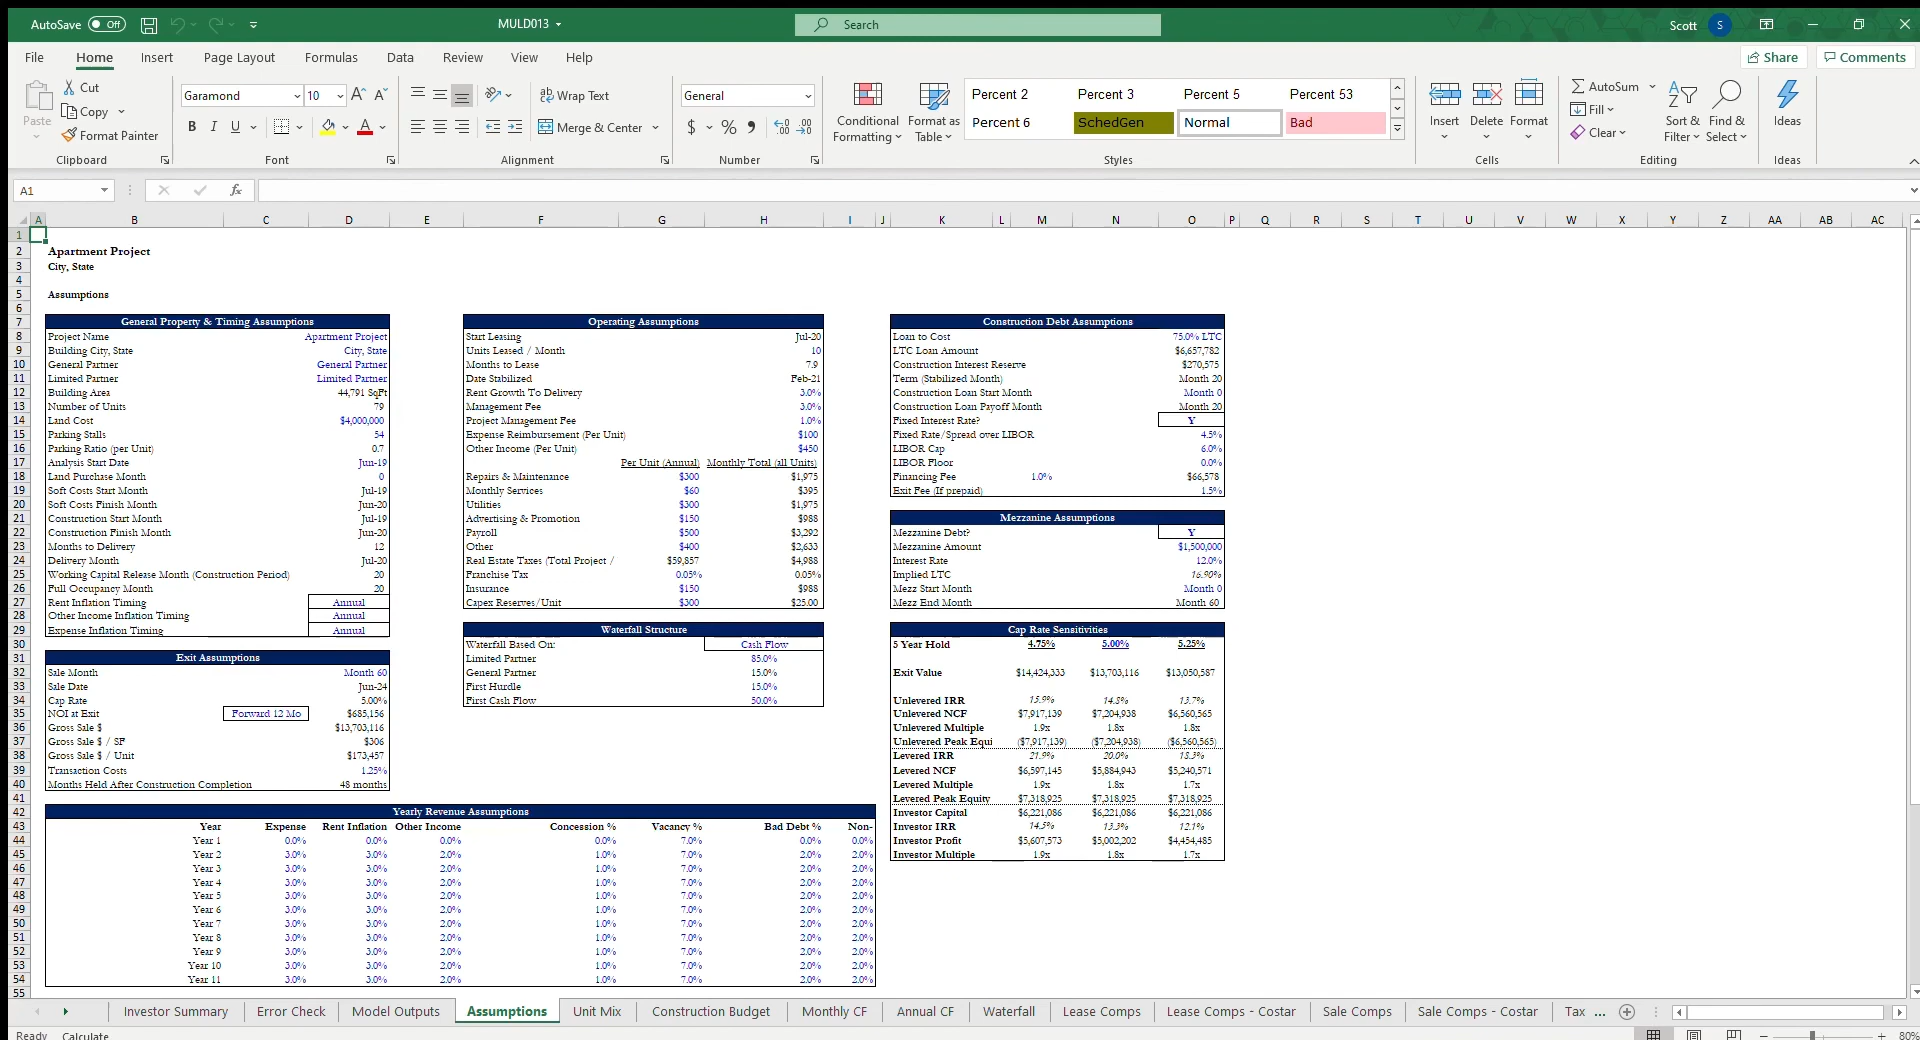 AutoSave Off MULD013 Search Scott S
File Home Insert Page Layout Formulas Data Review View Help Share Comments
Paste Cut Copy Format Painter Clipboard
Garamond 10 A A B I U A Font
Wrap Text Merge & Center Alignment
General $ % Number
Conditional Formatting Format as Table
Percent 2 Percent 3 Percent 5 Percent 53
Percent 6 SchedGen Normal Bad
Styles
Insert Delete Format Cells
AutoSum Fill Clear Sort & Filter Find & Select Editing
Ideas Ideas
A1 fx
A B C D E F G H I J K L M N O P Q R S T U V W X Y Z AA AB AC
Apartment Project
City, State
Assumptions
General Property & Timing Assumptions
Project Name Apartment Project
Building City, State City, State
General Partner General Partner
Limited Partner Limited Partner
Building Area 44,791 SqFt
Number of Units 79
Land Cost $4,000,000
Parking Stalls 54
Parking Ratio (per Unit) 0.7
Analysis Start Date Jun-19
Land Purchase Month 0
Soft Costs Start Month Jul-19
Soft Costs Finish Month Jun-20
Construction Start Month Jul-19
Construction Finish Month Jun-20
Months to Delivery 12
Delivery Month Jul-20
Working Capital Release Month (Construction Period) 20
Full Occupancy Month 20
Rent Inflation Timing Annual
Other Income Inflation Timing Annual
Expense Inflation Timing Annual
Exit Assumptions
Sale Month Month 60
Sale Date Jun-24
Cap Rate 5.00%
NOI at Exit Forward 12 Mo $685,156
Gross Sale $ $13,703,116
Gross Sale $ / SF $306
Gross Sale $ / Unit $173,457
Transaction Costs 1.25%
Months Held After Construction Completion 48 months
Operating Assumptions
Start Leasing Jul-20
Units Leased / Month 10
Months to Lease 7.9
Date Stabilized Feb-21
Rent Growth To Delivery 3.0%
Management Fee 3.0%
Project Management Fee 1.0%
Expense Reimbursement (Per Unit) $100
Other Income (Per Unit) $450
Per Unit (Annual) Monthly Total (all Units)
Repairs & Maintenance $300 $1,975
Monthly Services $60 $395
Utilities $300 $1,975
Advertising & Promotion $150 $988
Payroll $500 $3,292
Other $400 $2,633
Real Estate Taxes (Total Project / $59,857 $4,988
Franchise Tax 0.05% 0.05%
Insurance $150 $988
Capex Reserves/Unit $300 $25.00
Waterfall Structure
Waterfall Based On: Cash Flow
Limited Partner 85.0%
General Partner 15.0%
First Hurdle 15.0%
First Cash Flow 50.0%
Construction Debt Assumptions
Loan to Cost 75.0% LTC
LTC Loan Amount $6,657,782
Construction Interest Reserve $270,575
Term (Stabilized Month) Month 20
Construction Loan Start Month Month 0
Construction Loan Payoff Month Month 20
Fixed Interest Rate? Y
Fixed Rate/Spread over LIBOR 4.5%
LIBOR Cap 6.0%
LIBOR Floor 0.0%
Financing Fee 1.0% $66,578
Exit Fee (If prepaid) 1.5%
Mezzanine Assumptions
Mezzanine Debt? Y
Mezzanine Amount $1,500,000
Interest Rate 12.0%
Implied LTC 16.90%
Mezz Start Month Month 0
Mezz End Month Month 60
Cap Rate Sensitivities
5 Year Hold 4.75% 5.00% 5.25%
Exit Value $14,424,333 $13,703,116 $13,050,587
Unlevered IRR 15.9% 14.8% 13.7%
Unlevered NCF $7,917,139 $7,204,938 $6,560,565
Unlevered Multiple 1.9x 1.8x 1.8x
Unlevered Peak Equi ($7,917,139) ($7,204,938) ($6,560,565)
Levered IRR 21.9% 20.0% 18.3%
Levered NCF $6,597,145 $5,884,943 $5,240,571
Levered Multiple 1.9x 1.8x 1.7x
Levered Peak Equity $7,318,925 $7,318,925 $7,318,925
Investor Capital $6,221,086 $6,221,086 $6,221,086
Investor IRR 14.5% 13.3% 12.1%
Investor Profit $5,607,573 $5,002,202 $4,454,485
Investor Multiple 1.9x 1.8x 1.7x
Yearly Revenue Assumptions
Year Expense Rent Inflation Other Income Concession % Vacancy % Bad Debt % Non-
Year 1 0.0% 0.0% 0.0% 0.0% 7.0% 0.0% 0.0%
Year 2 3.0% 3.0% 2.0% 1.0% 7.0% 2.0% 2.0%
Year 3 3.0% 3.0% 2.0% 1.0% 7.0% 2.0% 2.0%
Year 4 3.0% 3.0% 2.0% 1.0% 7.0% 2.0% 2.0%
Year 5 3.0% 3.0% 2.0% 1.0% 7.0% 2.0% 2.0%
Year 6 3.0% 3.0% 2.0% 1.0% 7.0% 2.0% 2.0%
Year 7 3.0% 3.0% 2.0% 1.0% 7.0% 2.0% 2.0%
Year 8 3.0% 3.0% 2.0% 1.0% 7.0% 2.0% 2.0%
Year 9 3.0% 3.0% 2.0% 1.0% 7.0% 2.0% 2.0%
Year 10 3.0% 3.0% 2.0% 1.0% 7.0% 2.0% 2.0%
Year 11 3.0% 3.0% 2.0% 1.0% 7.0% 2.0% 2.0%
Investor Summary Error Check Model Outputs Assumptions Unit Mix Construction Budget Monthly CF Annual CF Waterfall Lease Comps Lease Comps - Costar Sale Comps Sale Comps - Costar Tax ...
Ready Calculate 80%